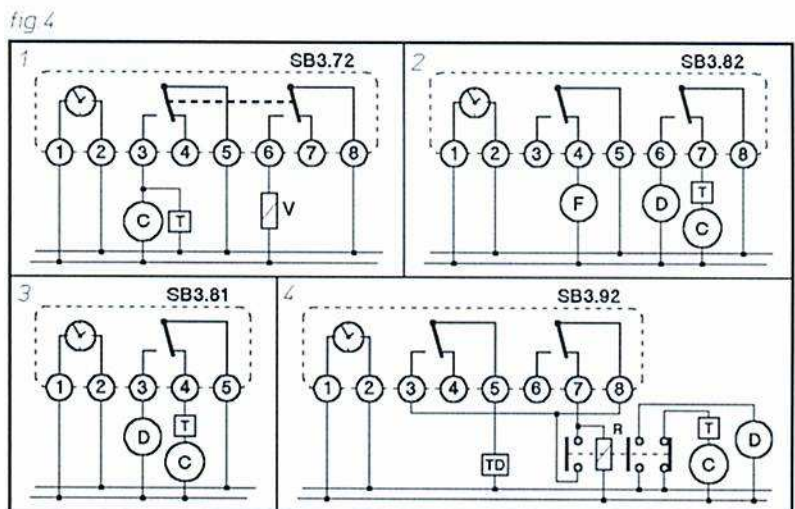 fig 4
1 SB3.72
1 2 3 4 5 6 7 8
C T V
2 SB3.82
1 2 3 4 5 6 7 8
F D T
C
3 SB3.81
1 2 3 4 5
D T
C
4 SB3.92
1 2 3 4 5 6 7 8
TD R T D
C